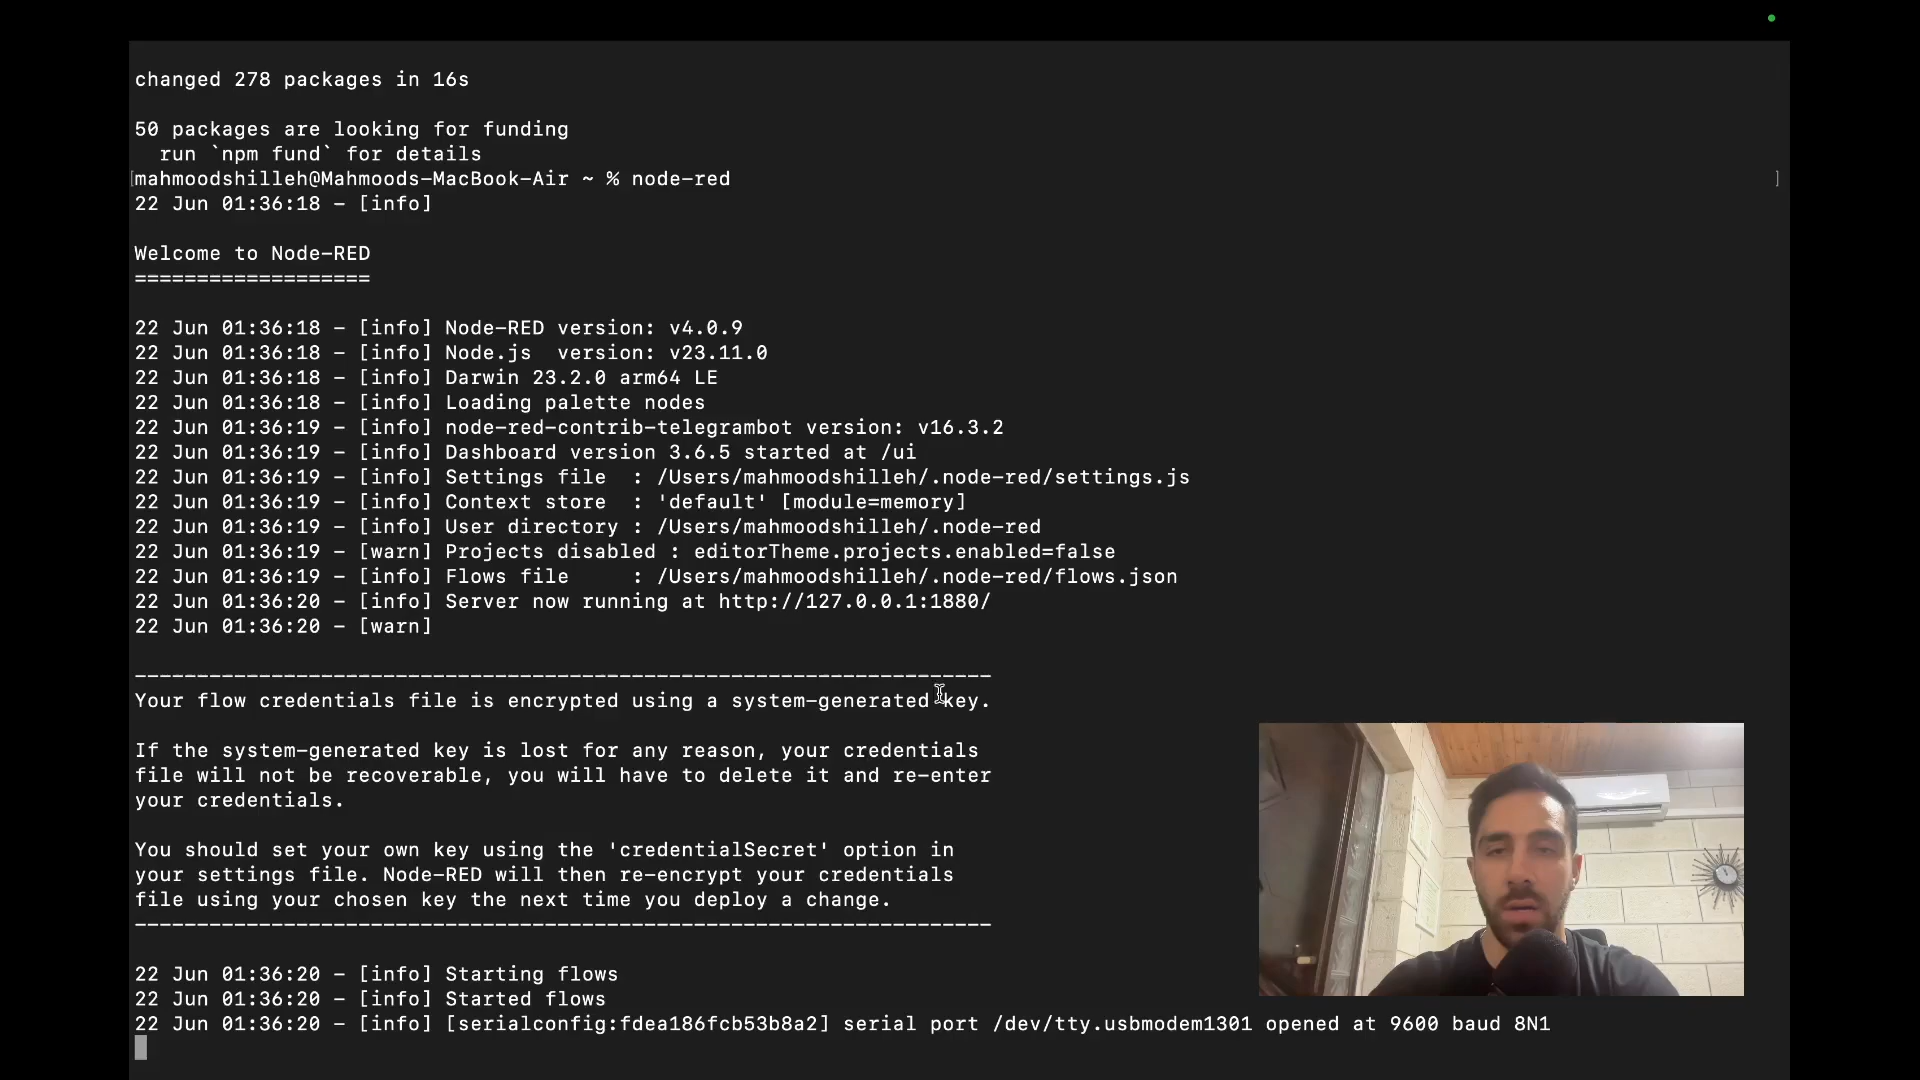 changed 278 packages in 16s
50 packages are looking for funding
run `npm fund` for details
[mahmoodshilleh@Mahmoods-MacBook-Air ~ % node-red ]
22 Jun 01:36:18 - [info]
Welcome to Node-RED
===================
22 Jun 01:36:18 - [info] Node-RED version: v4.0.9
22 Jun 01:36:18 - [info] Node.js  version: v23.11.0
22 Jun 01:36:18 - [info] Darwin 23.2.0 arm64 LE
22 Jun 01:36:18 - [info] Loading palette nodes
22 Jun 01:36:19 - [info] node-red-contrib-telegrambot version: v16.3.2
22 Jun 01:36:19 - [info] Dashboard version 3.6.5 started at /ui
22 Jun 01:36:19 - [info] Settings file  : /Users/mahmoodshilleh/.node-red/settings.js
22 Jun 01:36:19 - [info] Context store  : 'default' [module=memory]
22 Jun 01:36:19 - [info] User directory : /Users/mahmoodshilleh/.node-red
22 Jun 01:36:19 - [warn] Projects disabled : editorTheme.projects.enabled=false
22 Jun 01:36:19 - [info] Flows file     : /Users/mahmoodshilleh/.node-red/flows.json
22 Jun 01:36:20 - [info] Server now running at http://127.0.0.1:1880/
22 Jun 01:36:20 - [warn]
---------------------------------------------------------------------
Your flow credentials file is encrypted using a system-generated key.
If the system-generated key is lost for any reason, your credentials
file will not be recoverable, you will have to delete it and re-enter
your credentials.
You should set your own key using the 'credentialSecret' option in
your settings file. Node-RED will then re-encrypt your credentials
file using your chosen key the next time you deploy a change.
---------------------------------------------------------------------
22 Jun 01:36:20 - [info] Starting flows
22 Jun 01:36:20 - [info] Started flows
22 Jun 01:36:20 - [info] [serialconfig:fdea186fcb53b8a2] serial port /dev/tty.usbmodem1301 opened at 9600 baud 8N1